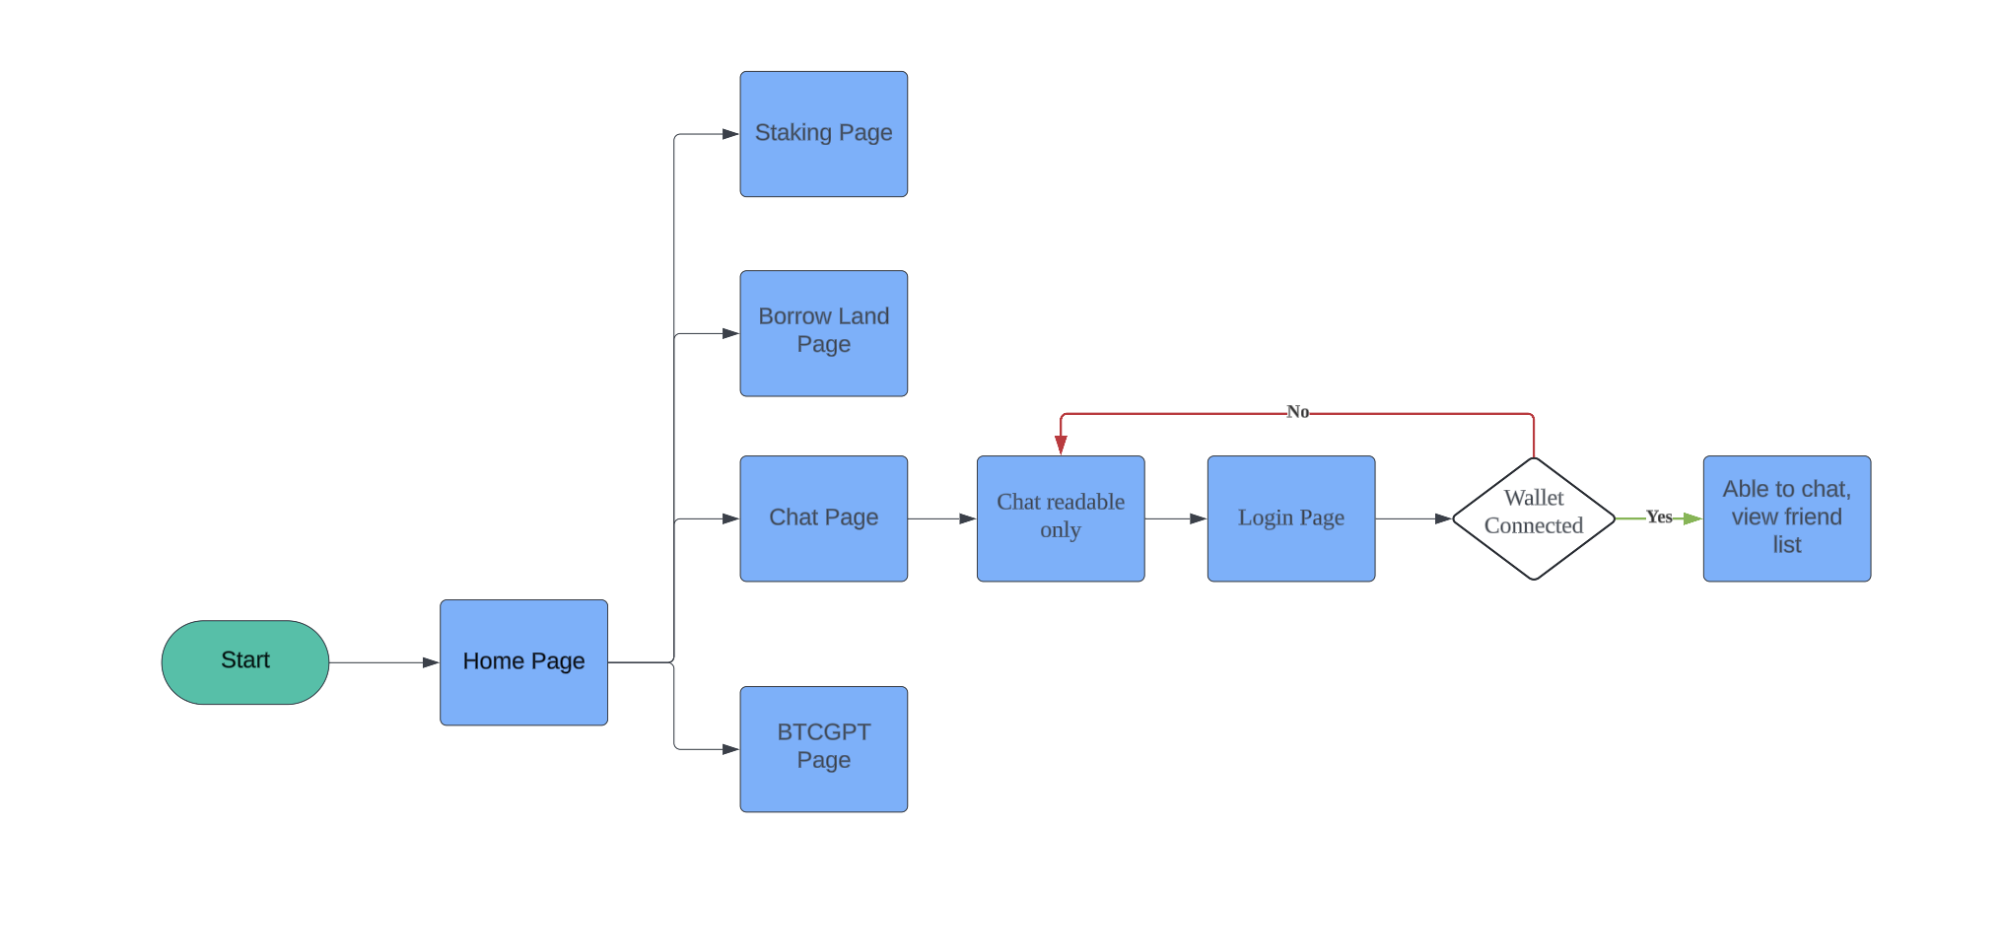 Staking Page
Borrow Land
Page
No
Chat Page
Chat readable
only
Login Page
Wallet
Connected
Yes
Able to chat,
view friend
list
Start
Home Page
BTCGPT
Page